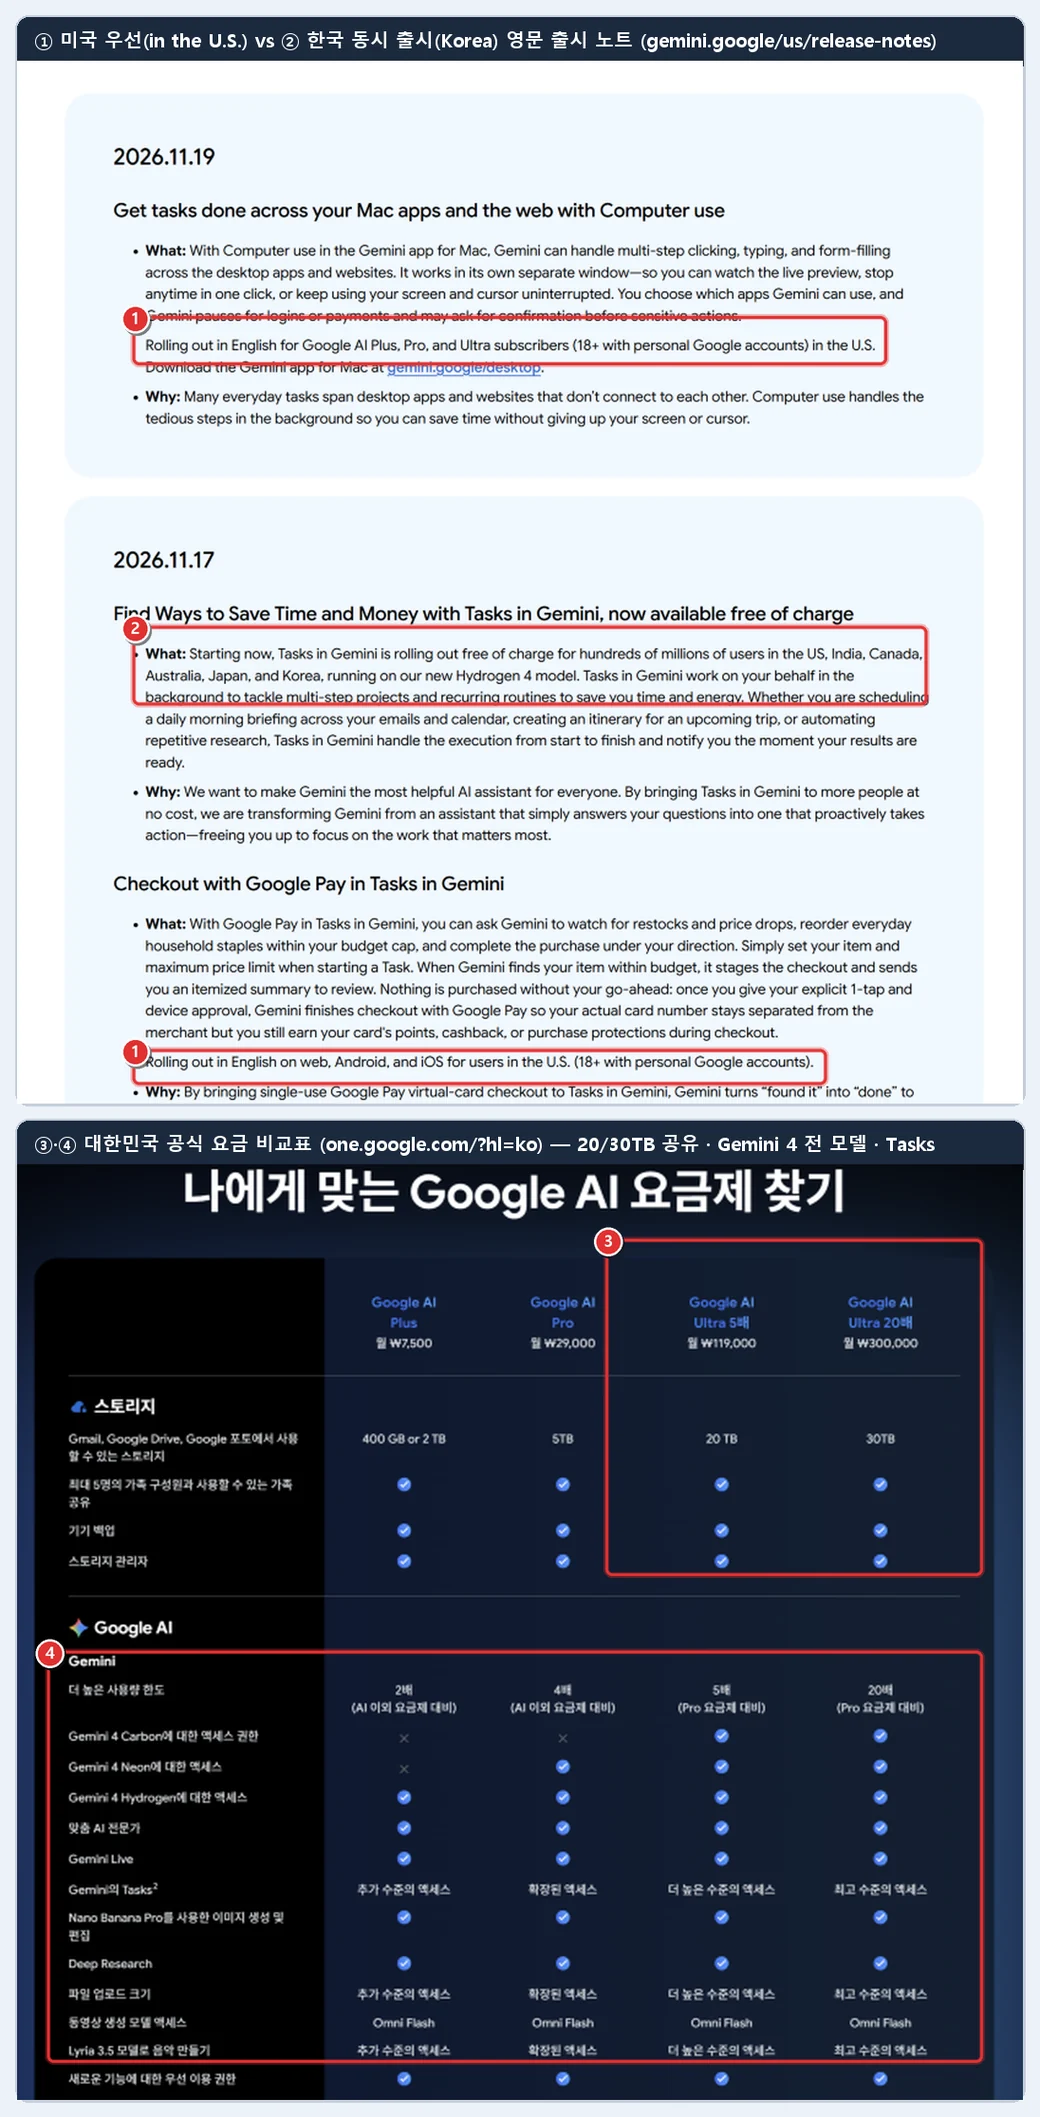 ① 미국 우선(in the U.S.) vs ② 한국 동시 출시(Korea) 영문 출시 노트 (gemini.google/us/release-notes)
2026.11.19
Get tasks done across your Mac apps and the web with Computer use
• What: With Computer use in the Gemini app for Mac, Gemini can handle multi-step clicking, typing, and form-filling
across the desktop apps and websites. It works in its own separate window—so you can watch the live preview, stop
anytime in one click, or keep using your screen and cursor uninterrupted. You choose which apps Gemini can use, and
Gemini pauses for logins or payments and may ask for confirmation before sensitive actions.
1
Rolling out in English for Google AI Plus, Pro, and Ultra subscribers (18+ with personal Google accounts) in the U.S.
Download the Gemini app for Mac at gemini.google/desktop.
• Why: Many everyday tasks span desktop apps and websites that don't connect to each other. Computer use handles the
tedious steps in the background so you can save time without giving up your screen or cursor.
2026.11.17
Find Ways to Save Time and Money with Tasks in Gemini, now available free of charge
2
• What: Starting now, Tasks in Gemini is rolling out free of charge for hundreds of millions of users in the US, India, Canada,
Australia, Japan, and Korea, running on our new Hydrogen 4 model. Tasks in Gemini work on your behalf in the
background to tackle multi-step projects and recurring routines to save you time and energy. Whether you are scheduling
a daily morning briefing across your emails and calendar, creating an itinerary for an upcoming trip, or automating
repetitive research, Tasks in Gemini handle the execution from start to finish and notify you the moment your results are
ready.
• Why: We want to make Gemini the most helpful AI assistant for everyone. By bringing Tasks in Gemini to more people at
no cost, we are transforming Gemini from an assistant that simply answers your questions into one that proactively takes
action—freeing you up to focus on the work that matters most.
Checkout with Google Pay in Tasks in Gemini
• What: With Google Pay in Tasks in Gemini, you can ask Gemini to watch for restocks and price drops, reorder everyday
household staples within your budget cap, and complete the purchase under your direction. Simply set your item and
maximum price limit when starting a Task. When Gemini finds your item within budget, it stages the checkout and sends
you an itemized summary to review. Nothing is purchased without your go-ahead: once you give your explicit 1-tap and
device approval, Gemini finishes checkout with Google Pay so your actual card number stays separated from the
merchant but you still earn your card's points, cashback, or purchase protections during checkout.
1
Rolling out in English on web, Android, and iOS for users in the U.S. (18+ with personal Google accounts).
• Why: By bringing single-use Google Pay virtual-card checkout to Tasks in Gemini, Gemini turns “found it” into “done” to
③·④ 대한민국 공식 요금 비교표 (one.google.com/?hl=ko) — 20/30TB 공유 · Gemini 4 전 모델 · Tasks
나에게 맞는 Google AI 요금제 찾기
3
Google AI Plus 월 ₩7,500
Google AI Pro 월 ₩29,000
Google AI Ultra 5배 월 ₩119,000
Google AI Ultra 20배 월 ₩300,000
스토리지
Gmail, Google Drive, Google 포토에서 사용
할 수 있는 스토리지
400 GB or 2 TB 5TB 20 TB 30TB
최대 5명의 가족 구성원과 사용할 수 있는 가족
공유
기기 백업
스토리지 관리자
Google AI
4
Gemini
더 높은 사용량 한도
2배 4배 5배 20배
(AI 이외 요금제 대비) (AI 이외 요금제 대비) (Pro 요금제 대비) (Pro 요금제 대비)
Gemini 4 Carbon에 대한 액세스 권한
Gemini 4 Neon에 대한 액세스
Gemini 4 Hydrogen에 대한 액세스
맞춤 AI 전문가
Gemini Live
Gemini의 Tasks² 추가 수준의 액세스 확장된 액세스 더 높은 수준의 액세스 최고 수준의 액세스
Nano Banana Pro를 사용한 이미지 생성 및
편집
Deep Research
파일 업로드 크기 추가 수준의 액세스 확장된 액세스 더 높은 수준의 액세스 최고 수준의 액세스
동영상 생성 모델 액세스 Omni Flash Omni Flash Omni Flash Omni Flash
Lyria 3.5 모델로 음악 만들기 추가 수준의 액세스 확장된 액세스 더 높은 수준의 액세스 최고 수준의 액세스
새로운 기능에 대한 우선 이용 권한